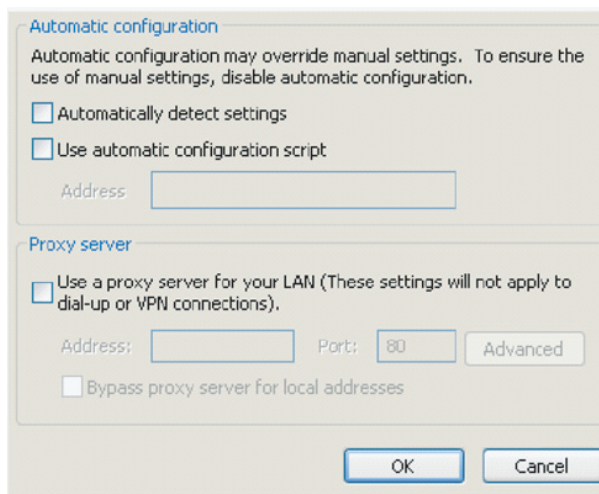 Automatic configuration
Automatic configuration may override manual settings.  To ensure the
use of manual settings, disable automatic configuration.
Automatically detect settings
Use automatic configuration script
Address
Proxy server
Use a proxy server for your LAN (These settings will not apply to
dial-up or VPN connections).
Address:
Port:
80
Advanced
Bypass proxy server for local addresses
OK
Cancel